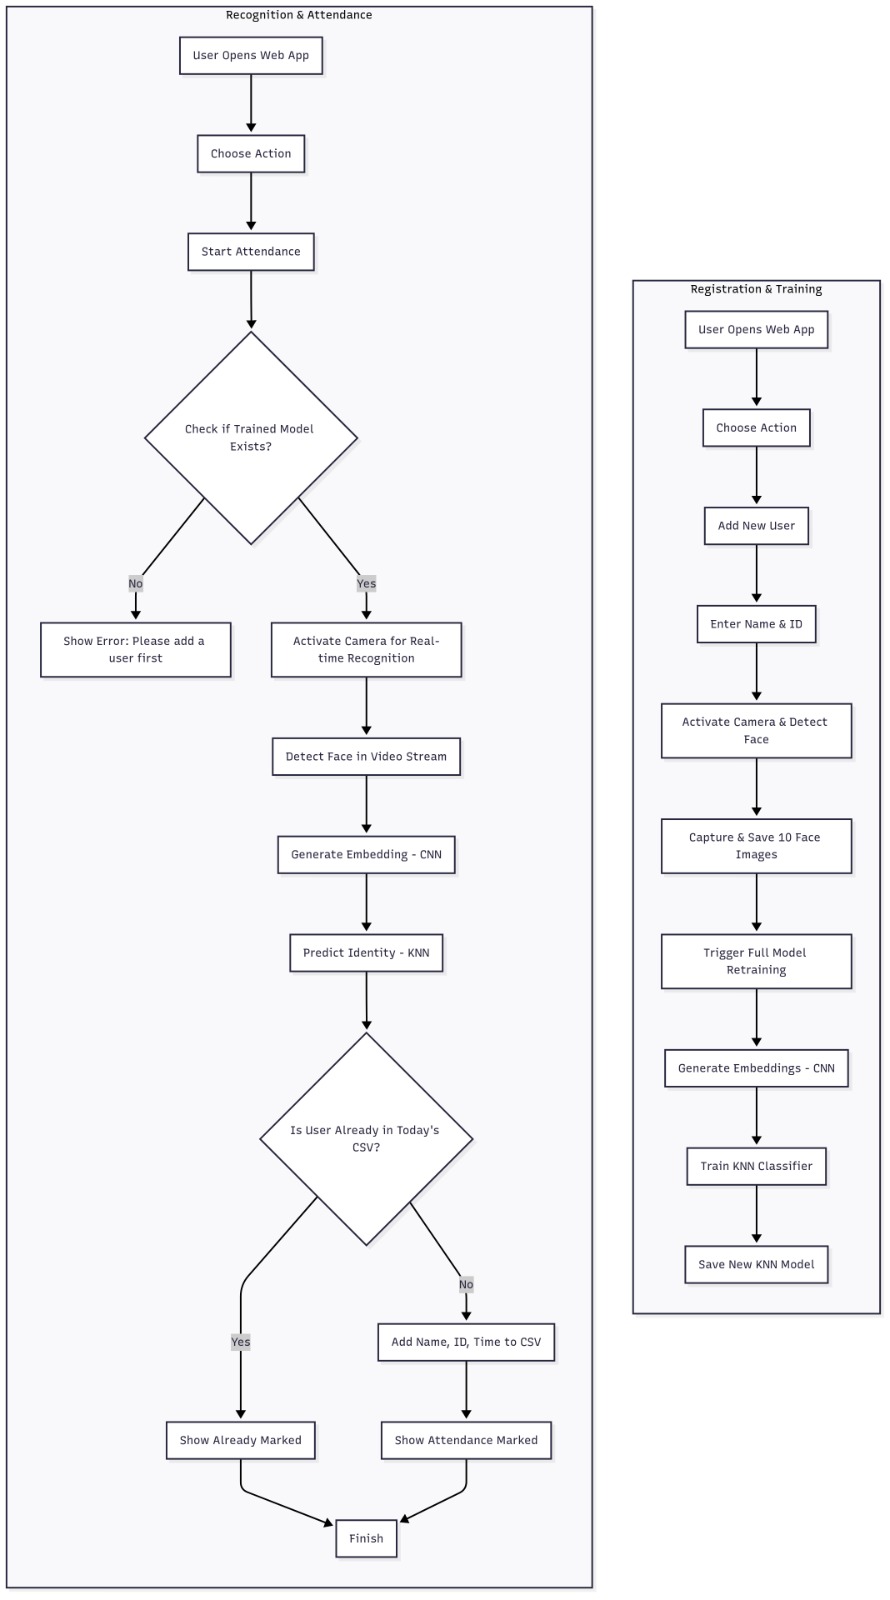 Recognition & Attendance
User Opens Web App
Choose Action
Start Attendance
Check if Trained Model
Exists?
No
Yes
Show Error: Please add a
user first
Activate Camera for Real-
time Recognition
Detect Face in Video Stream
Generate Embedding - CNN
Predict Identity - KNN
Is User Already in Today's
CSV?
No
Yes
Add Name, ID, Time to CSV
Show Already Marked
Show Attendance Marked
Finish
Registration & Training
User Opens Web App
Choose Action
Add New User
Enter Name & ID
Activate Camera & Detect
Face
Capture & Save 10 Face
Images
Trigger Full Model
Retraining
Generate Embeddings - CNN
Train KNN Classifier
Save New KNN Model